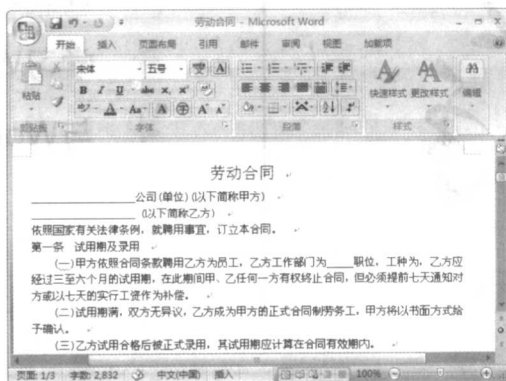 劳动合同 - Microsoft Word
开始 插入 页面布局 引用 邮件 审阅 视图 加载项
宋体 五号
粘贴 快速样式 更改样式 编辑
剪贴板 字体 段落 样式
劳动合同
公司(单位)(以下简称甲方)
(以下简称乙方)
依照国家有关法律条例，就聘用事宜，订立本合同。
第一条 试用期及录用
(一)甲方依照合同条款聘用乙方为员工，乙方工作部门为_____职位，工种为，乙方应
经过三至六个月的试用期，在此期间甲、乙任何一方有权终止合同，但必须提前七天通知对
方或以七天的实行工资作为补偿。
(二)试用期满，双方无异议，乙方成为甲方的正式合同制劳务工，甲方将以书面方式给
予确认。
(三)乙方试用合格后被正式录用，其试用期应计算在合同有效期内。
页面: 1/3 字数: 2,832 中文(中国) 插入 100%